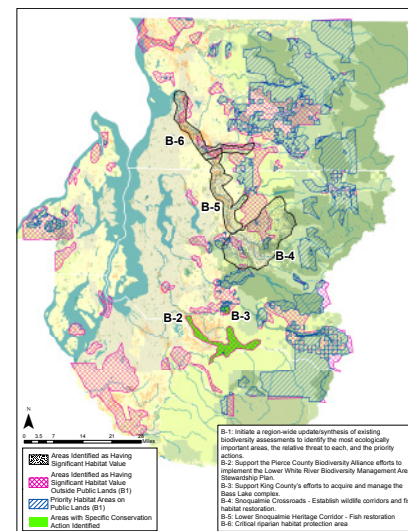 B-6
B-5
B-4
B-2
B-3
N
0 3.5 7 14 21 28
Miles
Areas Identified as Having
Significant Habitat Value
Areas Identified as Having
Significant Habitat Value
Outside Public Lands (B1)
Priority Habitat Areas on
Public Lands (B1)
Areas with Specific Conservation
Action Identified
B-1: Initiate a region-wide update/synthesis of existing
biodiversity assessments to identify the most ecologically
important areas, the relative threat to each, and the priority
actions.
B-2: Support the Pierce County Biodiversity Alliance efforts to
implement the Lower White River Biodiversity Management Area
Stewardship Plan.
B-3: Support King County's efforts to acquire and manage the
Bass Lake complex.
B-4: Snoqualmie Crossroads - Establish wildlife corridors and fish
habitat restoration.
B-5: Lower Snoqualmie Heritage Corridor - Fish restoration
B-6: Critical riparian habitat protection area